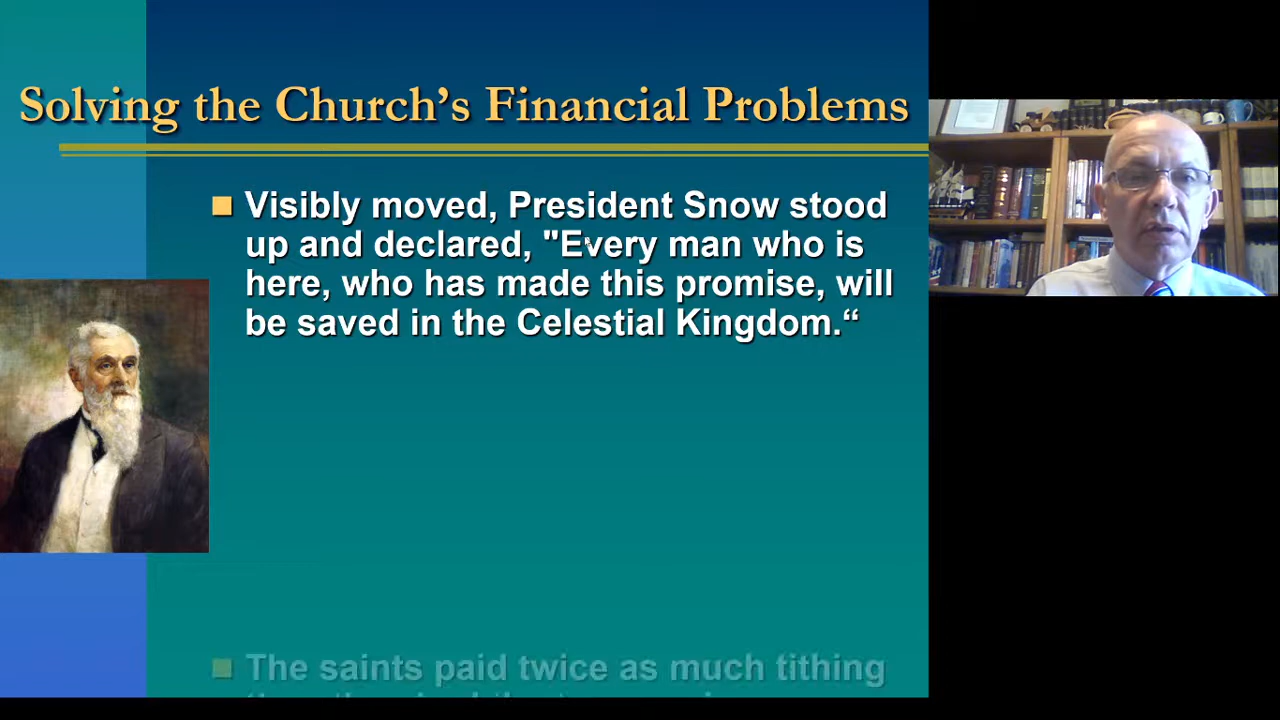 Solving the Church’s Financial Problems
Visibly moved, President Snow stood
up and declared, "Every man who is
here, who has made this promise, will
be saved in the Celestial Kingdom.“
The saints paid twice as much tithing